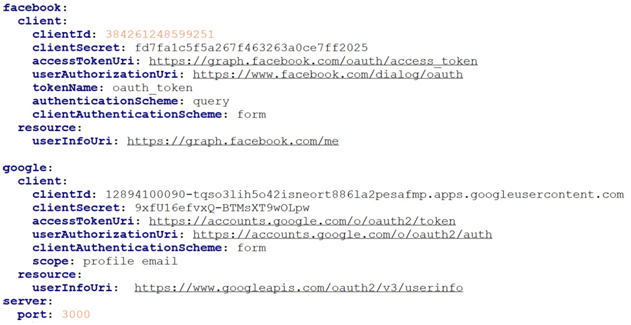 facebook:
client:
clientId: 384261248599251
clientSecret: fd7fa1c5f5a267f463263a0ce7ff2025
accessTokenUri: https://graph.facebook.com/oauth/access_token
userAuthorizationUri: https://www.facebook.com/dialog/oauth
tokenName: oauth_token
authenticationScheme: query
clientAuthenticationScheme: form
resource:
userInfoUri: https://graph.facebook.com/me
google:
client:
clientId: 12894100090-tqso3lih5o42isneort886la2pesafmp.apps.googleusercontent.com
clientSecret: 9xfU16efvxQ-BTMsXT9wOLpw
accessTokenUri: https://accounts.google.com/o/oauth2/token
userAuthorizationUri: https://accounts.google.com/o/oauth2/auth
clientAuthenticationScheme: form
scope: profile email
resource:
userInfoUri: https://www.googleapis.com/oauth2/v3/userinfo
server:
port: 3000